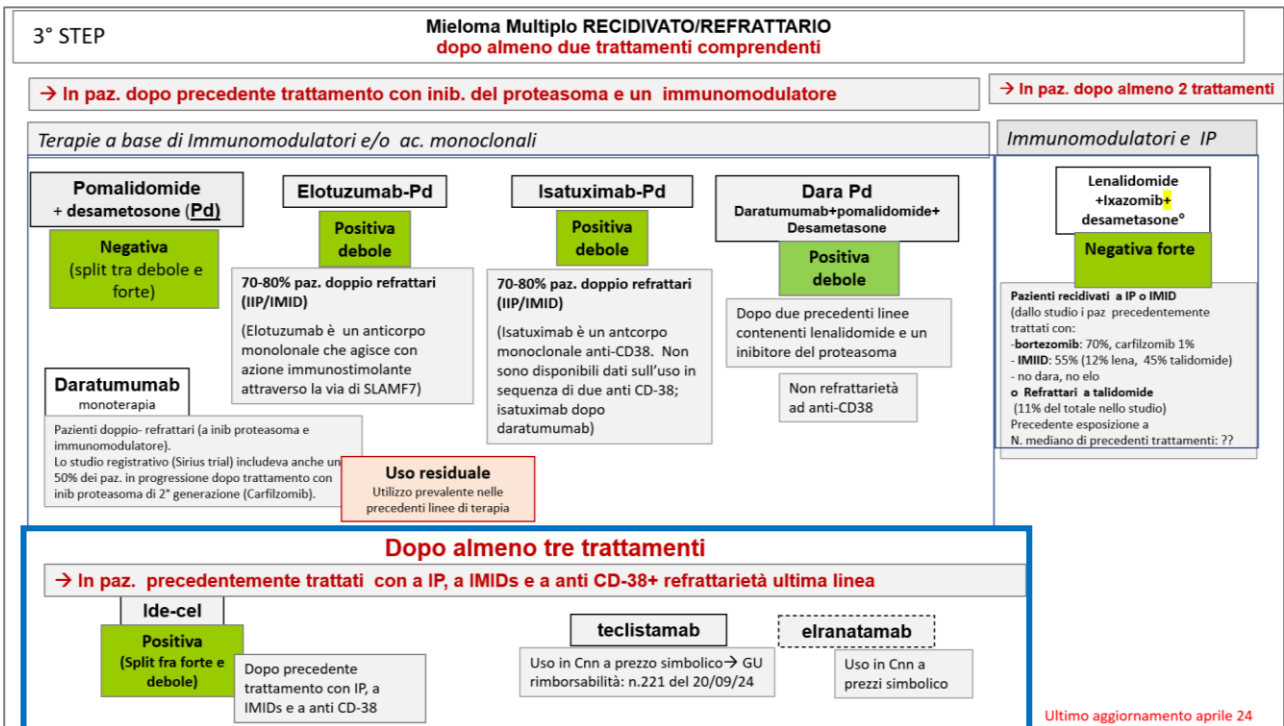 3° STEP
Mieloma Multiplo RECIDIVATO/REFRATTARIO
dopo almeno due trattamenti comprendenti
→ In paz. dopo precedente trattamento con inib. del proteasoma e un immunomodulatore
→ In paz. dopo almeno 2 trattamenti
Terapie a base di Immunomodulatori e/o ac. monoclonali
Immunomodulatori e IP
Pomalidomide
+ desametosone (Pd)
Negativa
(split tra debole e
forte)
Elotuzumab-Pd
Positiva
debole
70-80% paz. doppio refrattari
(IIP/IMID)
(Elotuzumab è un anticorpo
monolonale che agisce con
azione immunostimolante
attraverso la via di SLAMF7)
Isatuximab-Pd
Positiva
debole
70-80% paz. doppio refrattari
(IIP/IMID)
(Isatuximab è un antcorpo
monoclonale anti-CD38. Non
sono disponibili dati sull'uso in
sequenza di due anti CD-38;
isatuximab dopo
daratumumab)
Dara Pd
Daratumumab+pomalidomide+
Desametasone
Positiva
debole
Dopo due precedenti linee
contenenti lenalidomide e un
inibitore del proteasoma
Non refrattarietà
ad anti-CD38
Lenalidomide
+Ixazomib+
desametasone°
Negativa forte
Pazienti recidivati a IP o IMID
(dallo studio i paz precedentemente
trattati con:
-bortezomib: 70%, carfilzomib 1%
- IMIID: 55% (12% lena, 45% talidomide)
- no dara, no elo
o Refrattari a talidomide
(11% del totale nello studio)
Precedente esposizione a
N. mediano di precedenti trattamenti: ??
Daratumumab
monoterapia
Pazienti doppio- refrattari (a inib proteasoma e
immunomodulatore).
Lo studio registrativo (Sirius trial) includeva anche un
50% dei paz. in progressione dopo trattamento con
inib proteasoma di 2° generazione (Carfilzomib).
Uso residuale
Utilizzo prevalente nelle
precedenti linee di terapia
Dopo almeno tre trattamenti
→ In paz. precedentemente trattati con a IP, a IMIDs e a anti CD-38+ refrattarietà ultima linea
Ide-cel
Positiva
(Split fra forte e
debole)
Dopo precedente
trattamento con IP, a
IMIDs e a anti CD-38
teclistamab
Uso in Cnn a prezzo simbolico→ GU
rimborsabilità: n.221 del 20/09/24
elranatamab
Uso in Cnn a
prezzi simbolico
Ultimo aggiornamento aprile 24